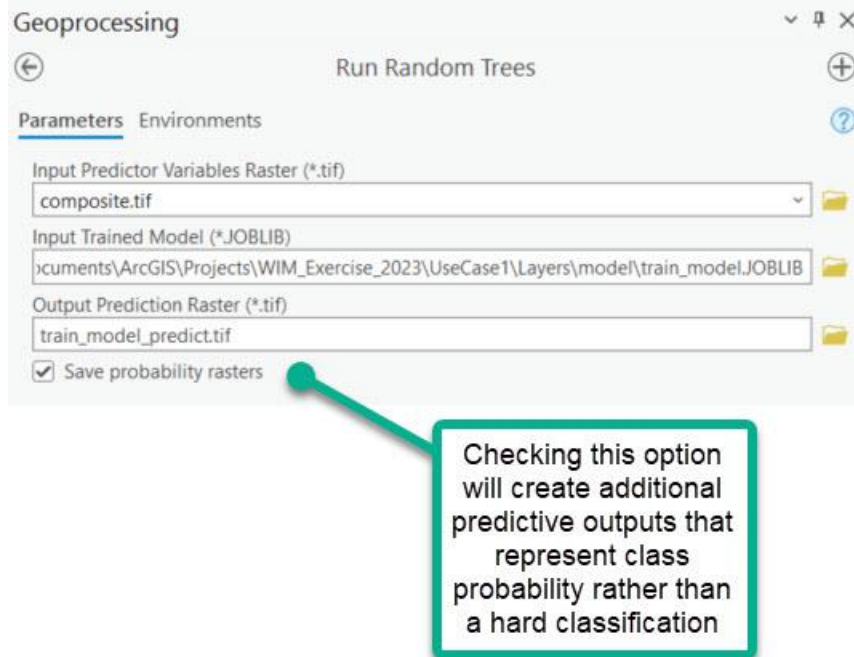 Geoprocessing
Run Random Trees
Parameters Environments
Input Predictor Variables Raster (*.tif)
composite.tif
Input Trained Model (*.JOBLIB)
ocuments\ArcGIS\Projects\WIM_Exercise_2023\UseCase1\Layers\model\train_model.JOBLIB
Output Prediction Raster (*.tif)
train_model_predict.tif
Save probability rasters
Checking this option
will create additional
predictive outputs that
represent class
probability rather than
a hard classification